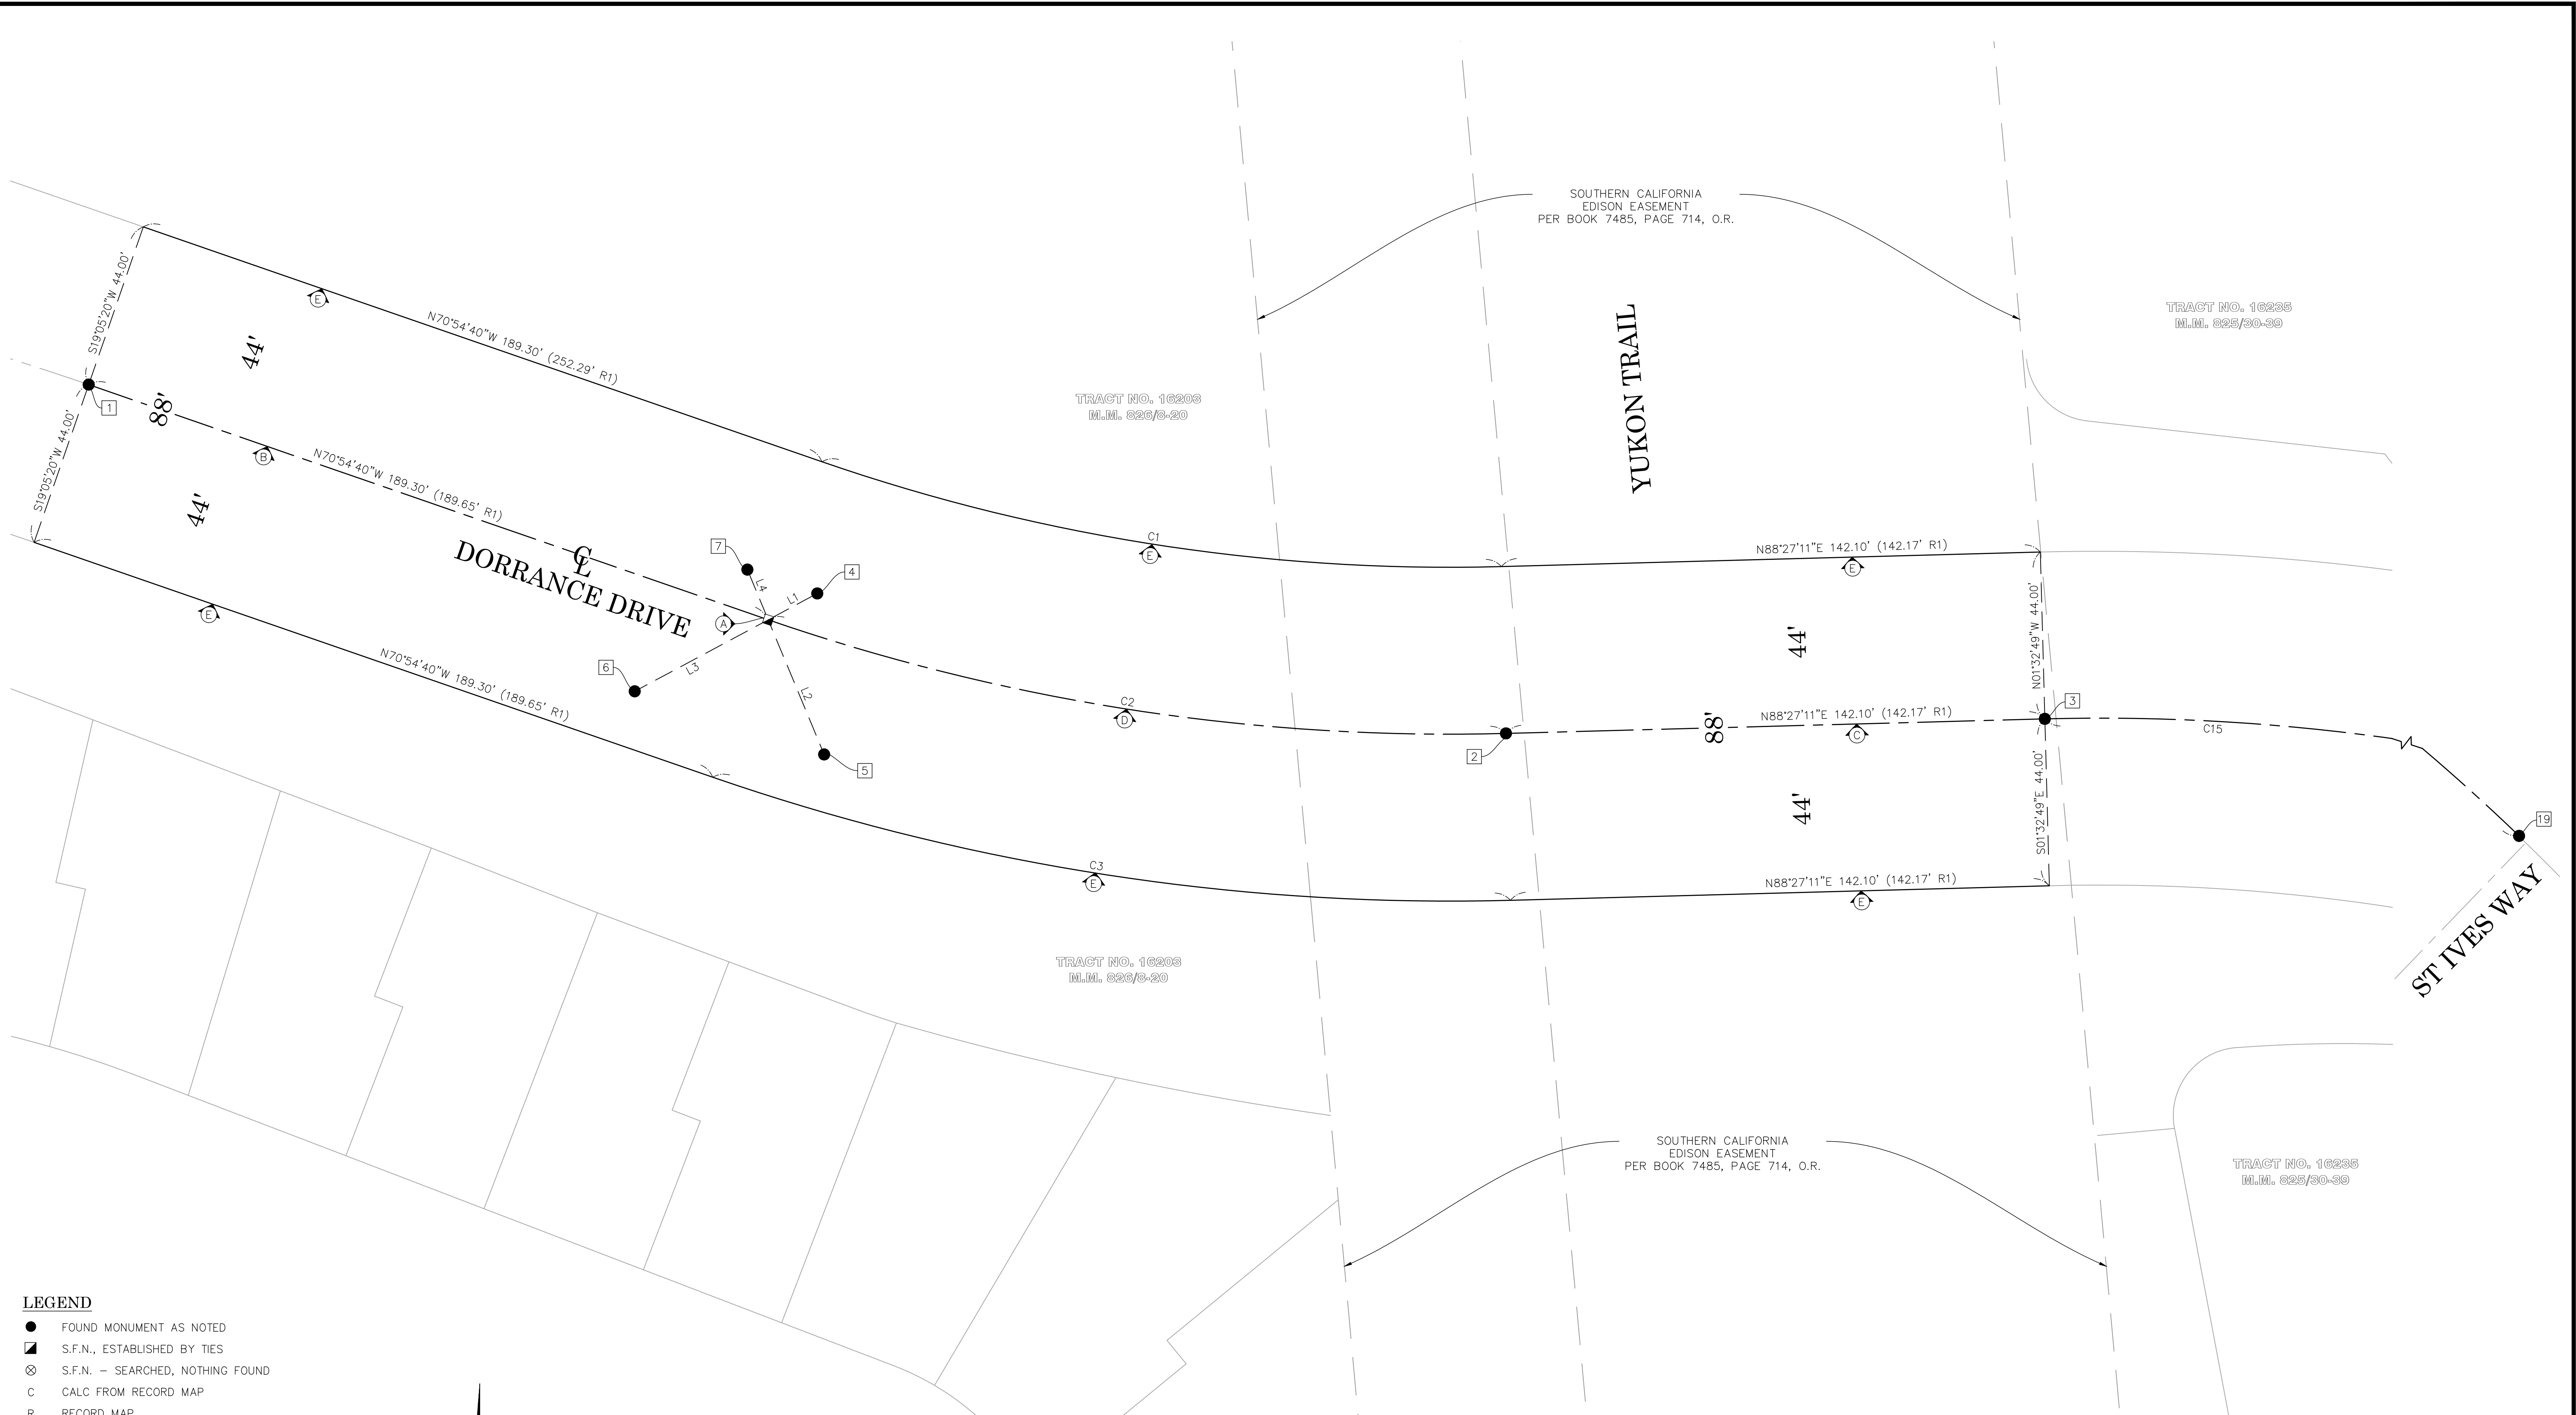 SOUTHERN CALIFORNIA
EDISON EASEMENT
PER BOOK 7485, PAGE 714, O.R.
S19°05'20"W 44.00'
E
44'
N70°54'40"W 189.30' (252.29' R1)
TRACT NO. 16235
M.M. 825/30-39
YUKON TRAIL
TRACT NO. 16203
M.M. 826/8-20
1
88'
S19°05'20"W 44.00'
B
N70°54'40"W 189.30' (189.65' R1)
44'
C1
E
N88°27'11"E 142.10' (142.17' R1)
E
7
4
L4
L1
℄
DORRANCE DRIVE
A
E
6
L3
L2
N01°32'49"W 44.00'
44'
N70°54'40"W 189.30' (189.65' R1)
C2
D
3
88'
N88°27'11"E 142.10' (142.17' R1)
C
C15
2
5
44'
S01°32'49"E 44.00'
19
C3
E
N88°27'11"E 142.10' (142.17' R1)
E
ST IVES WAY
TRACT NO. 16203
M.M. 826/8-20
SOUTHERN CALIFORNIA
EDISON EASEMENT
PER BOOK 7485, PAGE 714, O.R.
TRACT NO. 16235
M.M. 825/30-39
LEGEND
FOUND MONUMENT AS NOTED
S.F.N., ESTABLISHED BY TIES
S.F.N. – SEARCHED, NOTHING FOUND
C CALC FROM RECORD MAP
R RECORD MAP